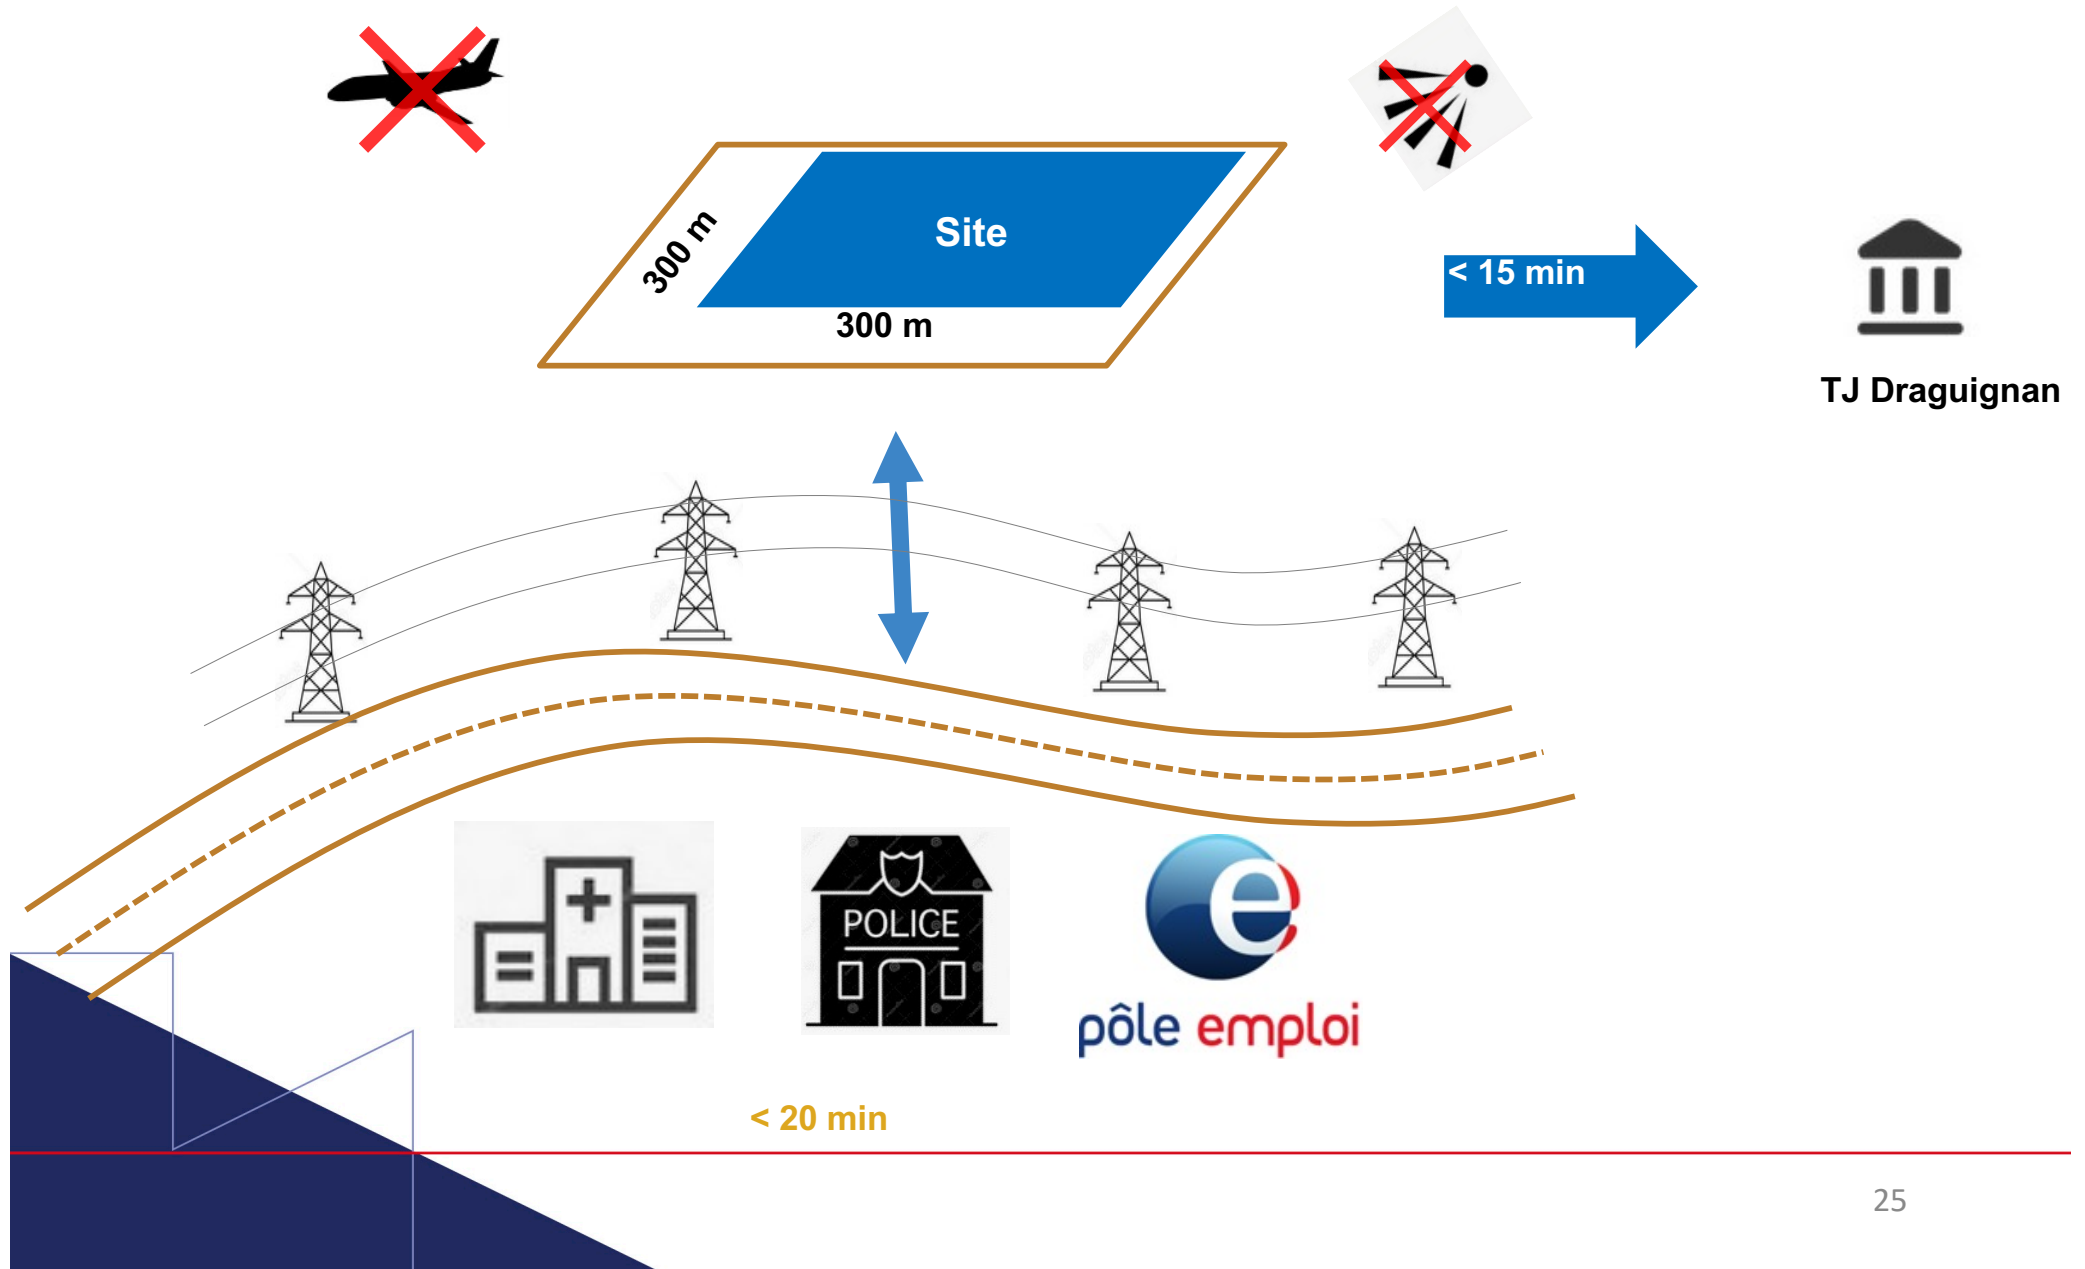 Site
300 m
300 m
< 15 min
TJ Draguignan
POLICE
pôle emploi
< 20 min
25